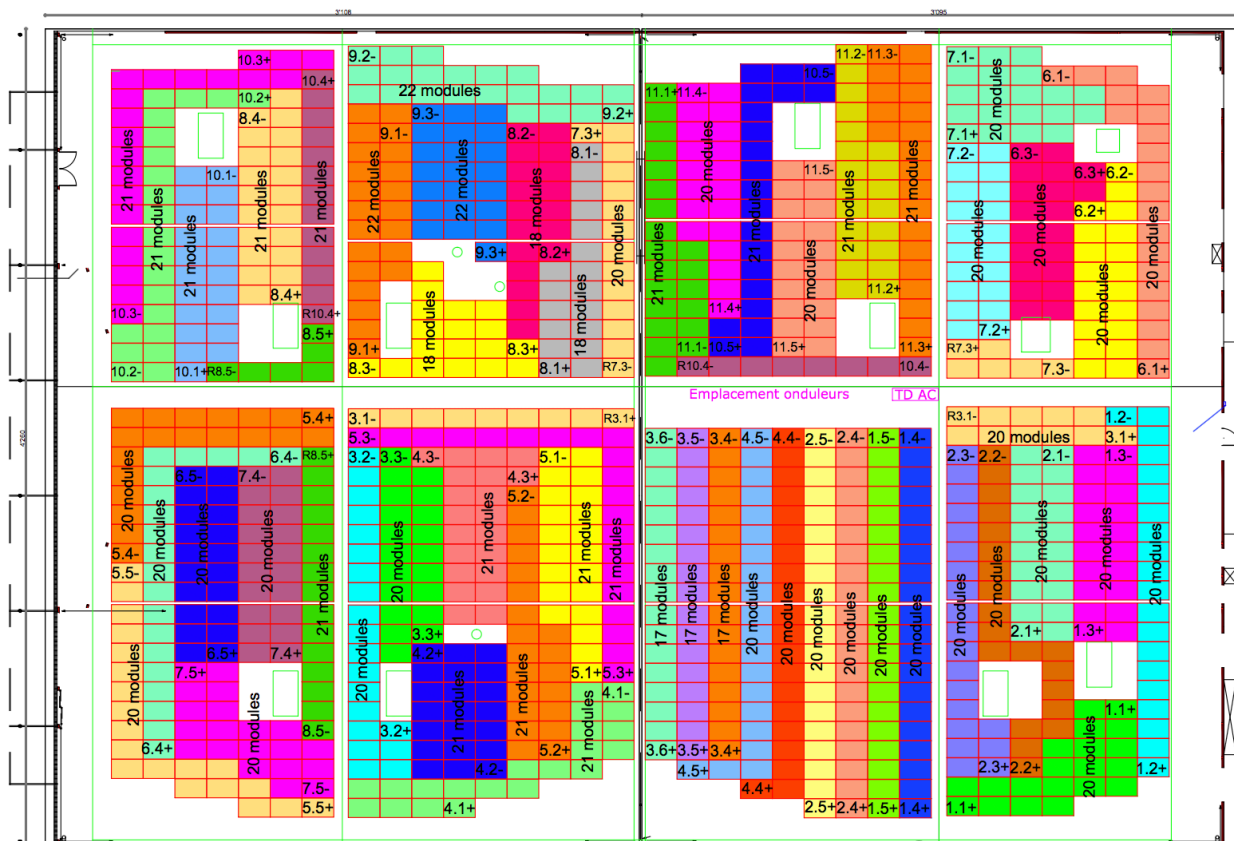 3'108
3'095
4'260
10.3+
10.4+
10.2+
8.4-
21 modules
10.1-
21 modules
21 modules
21 modules
21 modules
8.4+
10.3-
R10.4+
8.5+
10.2-
10.1+
R8.5-
9.2-
22 modules
9.3-
9.2+
9.1-
8.2-
7.3+
8.1-
22 modules
22 modules
18 modules
20 modules
9.3+
8.2+
18 modules
18 modules
9.1+
8.3+
8.3-
8.1+
R7.3-
11.2-
11.3-
10.5-
11.1+
11.4-
20 modules
11.5-
21 modules
21 modules
21 modules
21 modules
20 modules
11.2+
11.4+
11.1-
10.5+
11.5+
11.3+
R10.4-
10.4-
7.1-
6.1-
20 modules
7.1+
7.2-
6.3-
6.3+
6.2-
6.2+
20 modules
20 modules
20 modules
20 modules
7.2+
R7.3+
7.3-
6.1+
Emplacement onduleurs
TD AC
5.4+
6.4-
R8.5+
6.5-
7.4-
20 modules
20 modules
20 modules
20 modules
21 modules
5.4-
5.5-
6.5+
7.4+
7.5+
20 modules
20 modules
6.4+
8.5-
7.5-
5.5+
3.1-
R3.1+
5.3-
3.2-
3.3-
4.3-
5.1-
4.3+
5.2-
20 modules
21 modules
21 modules
21 modules
3.3+
4.2+
20 modules
5.1+
5.3+
4.1-
21 modules
21 modules
21 modules
3.2+
5.2+
4.2-
4.1+
3.6-
3.5-
3.4-
4.5-
4.4-
2.5-
2.4-
1.5-
1.4-
17 modules
17 modules
17 modules
20 modules
20 modules
20 modules
20 modules
20 modules
20 modules
3.6+
3.5+
3.4+
4.5+
4.4+
2.5+
2.4+
1.5+
1.4+
R3.1-
1.2-
20 modules
3.1+
2.3-
2.2-
2.1-
1.3-
20 modules
20 modules
20 modules
20 modules
20 modules
2.1+
1.3+
1.1+
20 modules
2.3+
2.2+
1.2+
1.1+